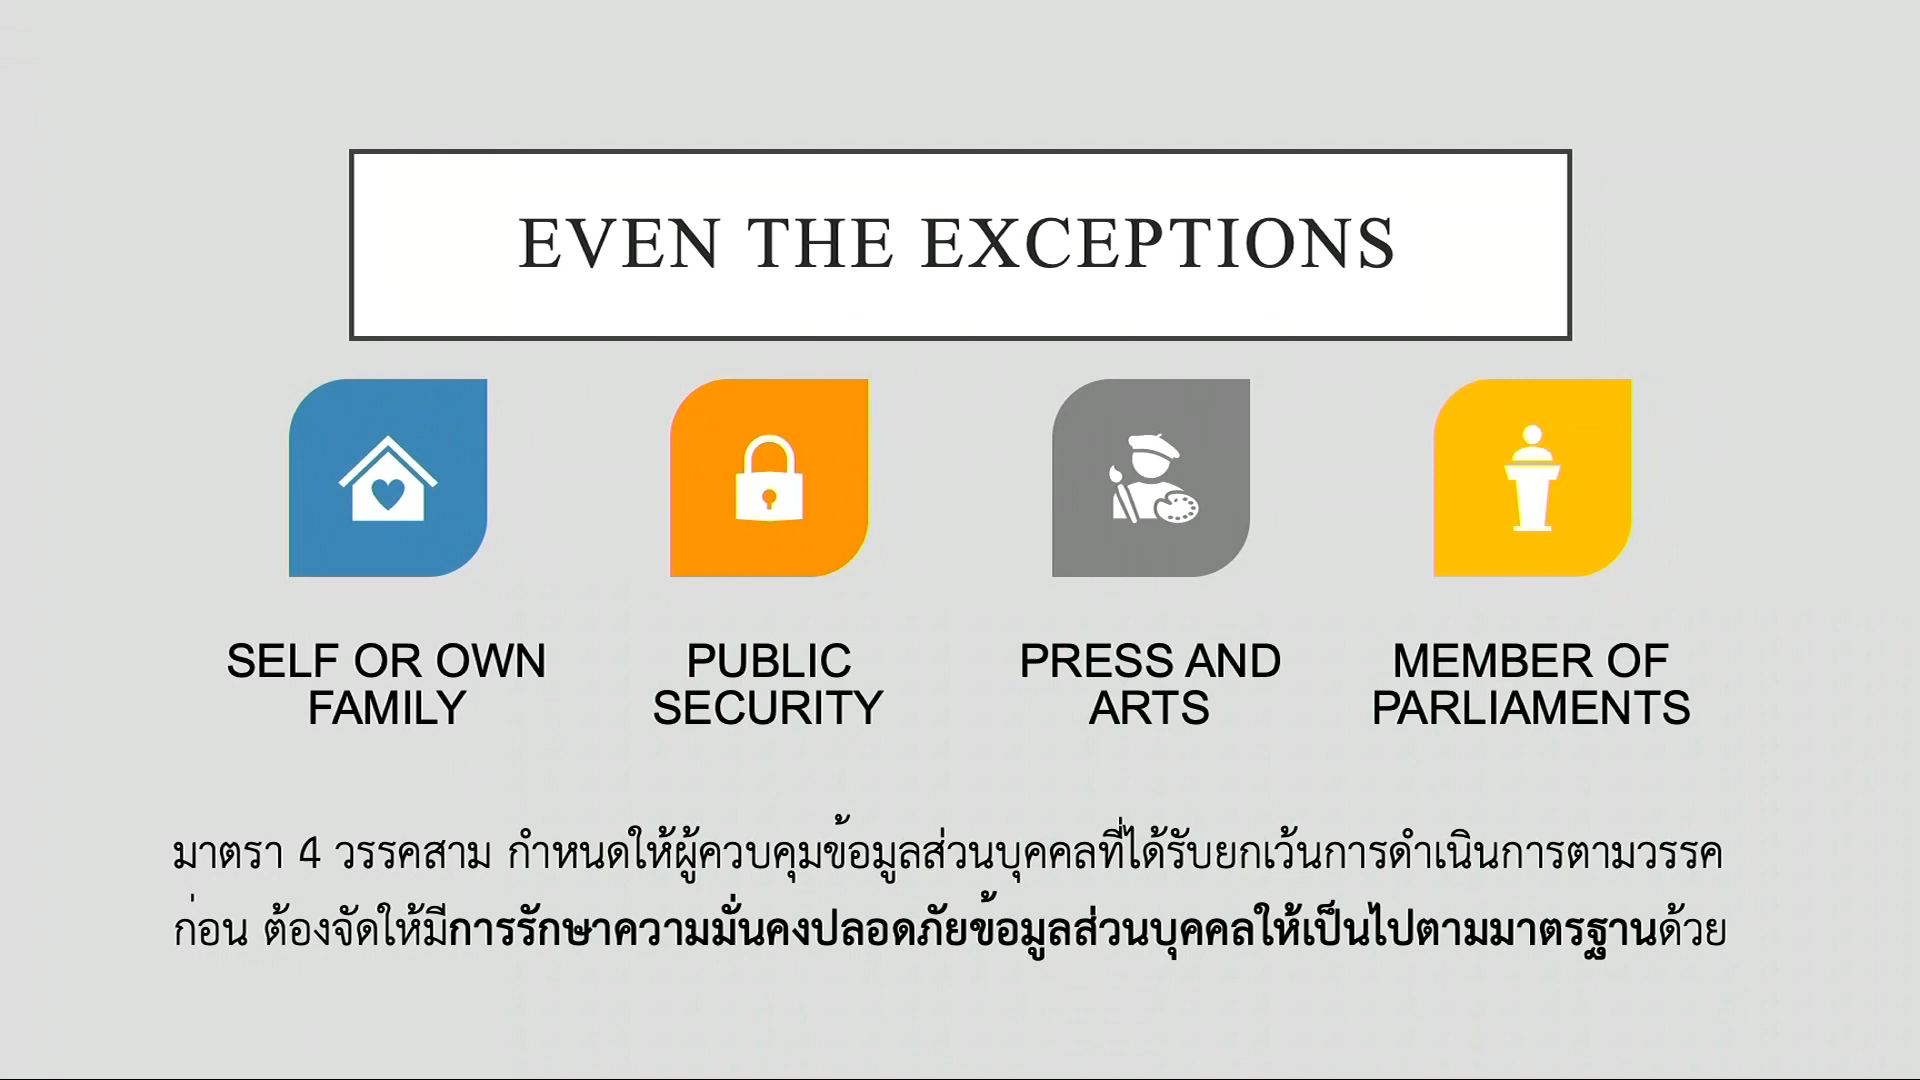 EVEN THE EXCEPTIONS
SELF OR OWN
FAMILY
PUBLIC
SECURITY
PRESS AND
ARTS
MEMBER OF
PARLIAMENTS
มาตรา 4 วรรคสาม กำหนดให้ผู้ควบคุมข้อมูลส่วนบุคคลที่ได้รับยกเว้นการดำเนินการตามวรรค
ก่อน ต้องจัดให้มีการรักษาความมั่นคงปลอดภัยข้อมูลส่วนบุคคลให้เป็นไปตามมาตรฐานด้วย